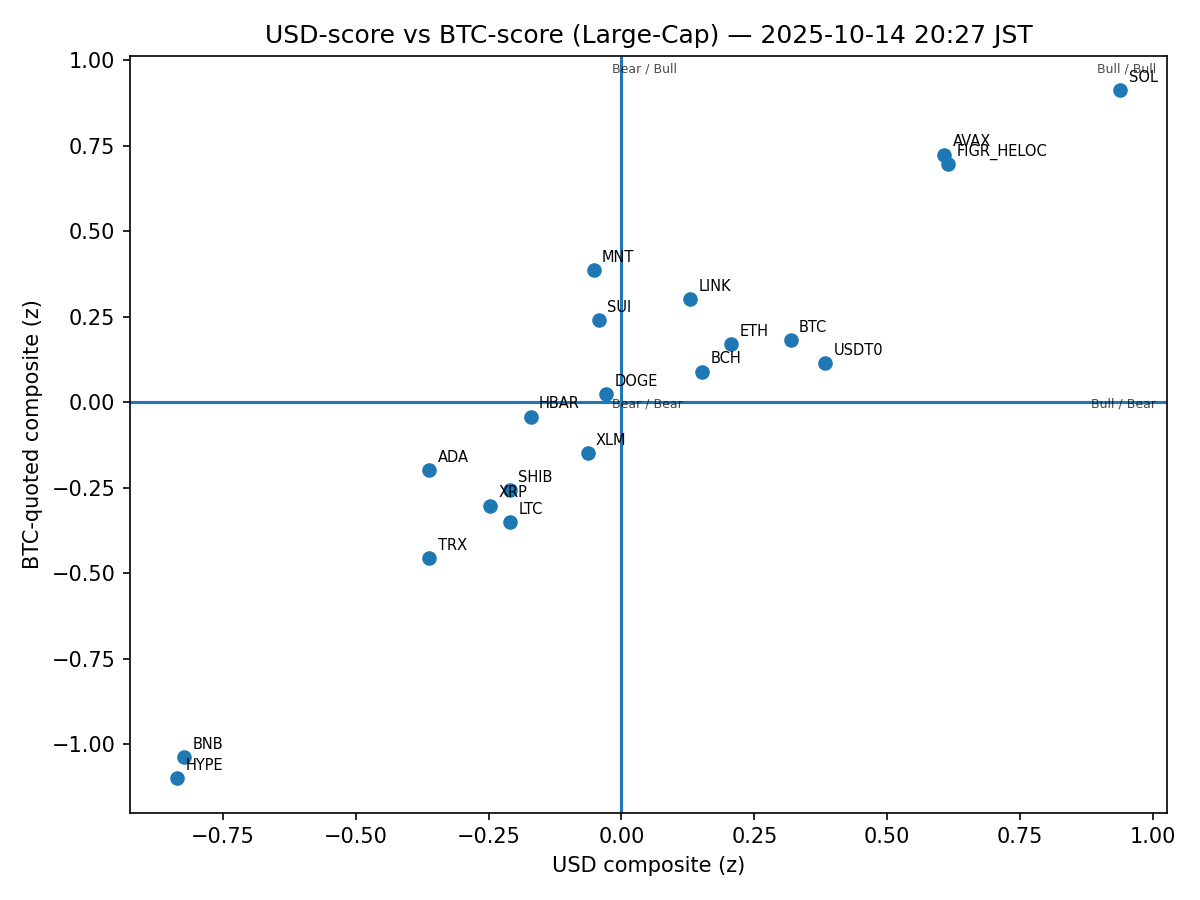 USD-score vs BTC-score (Large-Cap) — 2025-10-14 20:27 JST
1.00
Bear / Bull
Bull / Bull
SOL
0.75
AVAX
FIGR_HELOC
0.50
MNT
LINK
0.25
SUI
ETH
BTC
USDT0
BCH
DOGE
0.00
HBAR
Bear / Bear
Bull / Bear
XLM
ADA
−0.25
SHIB
XRP
LTC
−0.50
TRX
−0.75
−1.00
BNB
HYPE
BTC-quoted composite (z)
−0.75
−0.50
−0.25
0.00
0.25
0.50
0.75
1.00
USD composite (z)